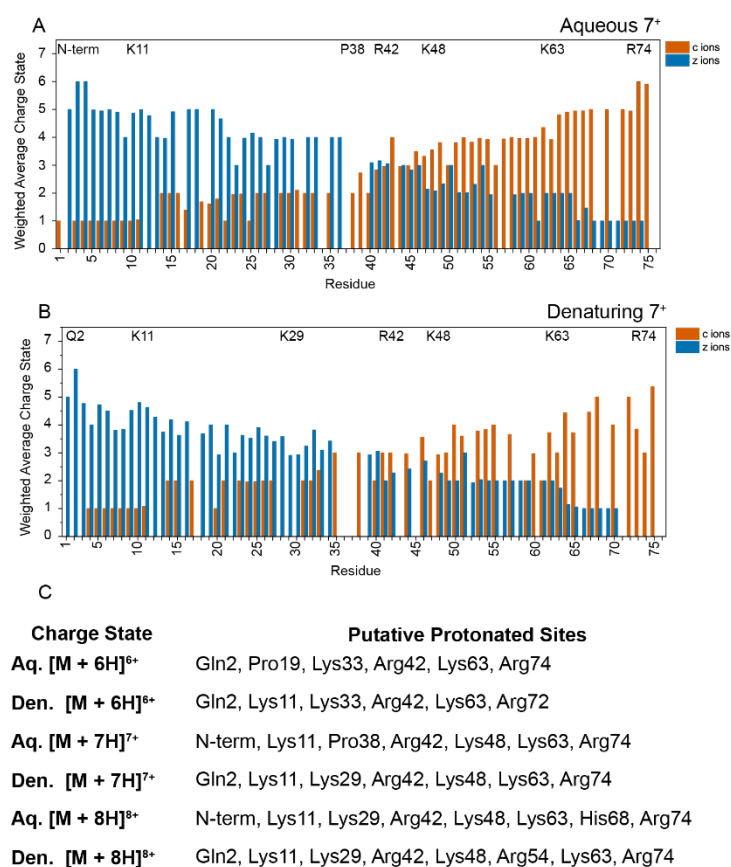 A
Aqueous 7⁺
N-term K11 P38 R42 K48 K63 R74
c ions
z ions
Weighted Average Charge State
7
6
5
4
3
2
1
0
1 5 10 15 20 25 30 35 40 45 50 55 60 65 70 75
Residue
B
Denaturing 7⁺
Q2 K11 K29 R42 K48 K63 R74
c ions
z ions
Weighted Average Charge State
7
6
5
4
3
2
1
0
1 5 10 15 20 25 30 35 40 45 50 55 60 65 70 75
Residue
C
Charge State Putative Protonated Sites
Aq. [M + 6H]⁶⁺ Gln2, Pro19, Lys33, Arg42, Lys63, Arg74
Den. [M + 6H]⁶⁺ Gln2, Lys11, Lys33, Arg42, Lys63, Arg72
Aq. [M + 7H]⁷⁺ N-term, Lys11, Pro38, Arg42, Lys48, Lys63, Arg74
Den. [M + 7H]⁷⁺ Gln2, Lys11, Lys29, Arg42, Lys48, Lys63, Arg74
Aq. [M + 8H]⁸⁺ N-term, Lys11, Lys29, Arg42, Lys48, Lys63, His68, Arg74
Den. [M + 8H]⁸⁺ Gln2, Lys11, Lys29, Arg42, Lys48, Arg54, Lys63, Arg74